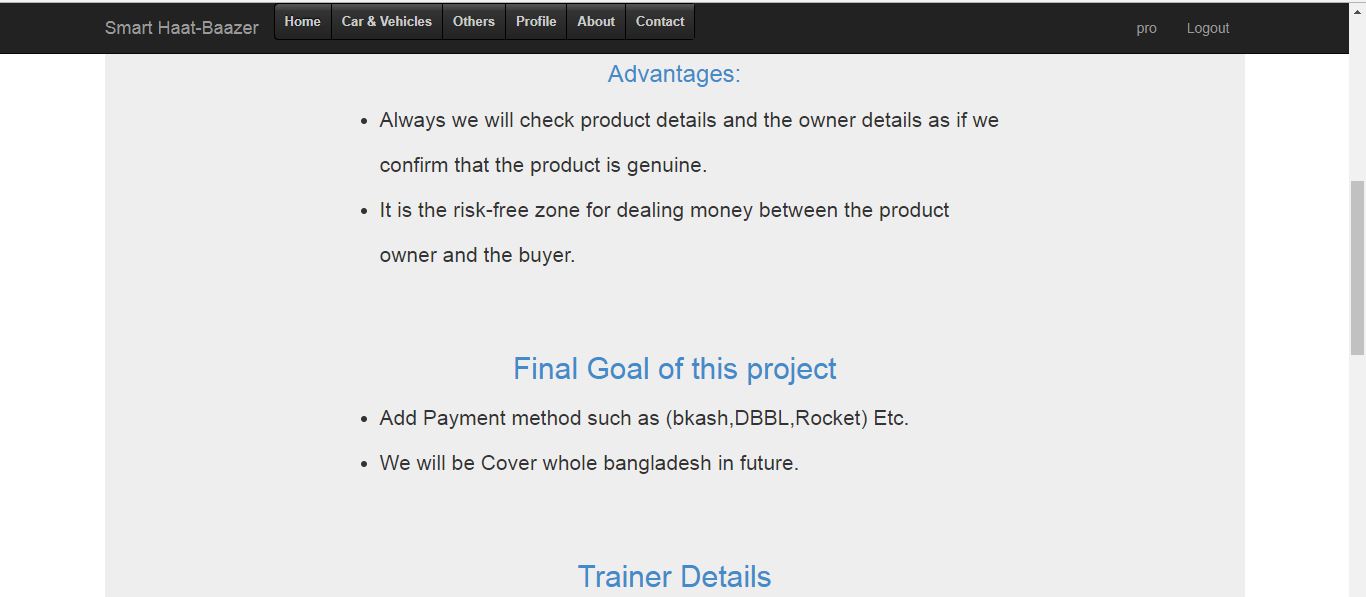 Smart Haat-Baazer Home Car & Vehicles Others Profile About Contact pro Logout
Advantages:
• Always we will check product details and the owner details as if we
confirm that the product is genuine.
• It is the risk-free zone for dealing money between the product
owner and the buyer.
Final Goal of this project
• Add Payment method such as (bkash,DBBL,Rocket) Etc.
• We will be Cover whole bangladesh in future.
Trainer Details